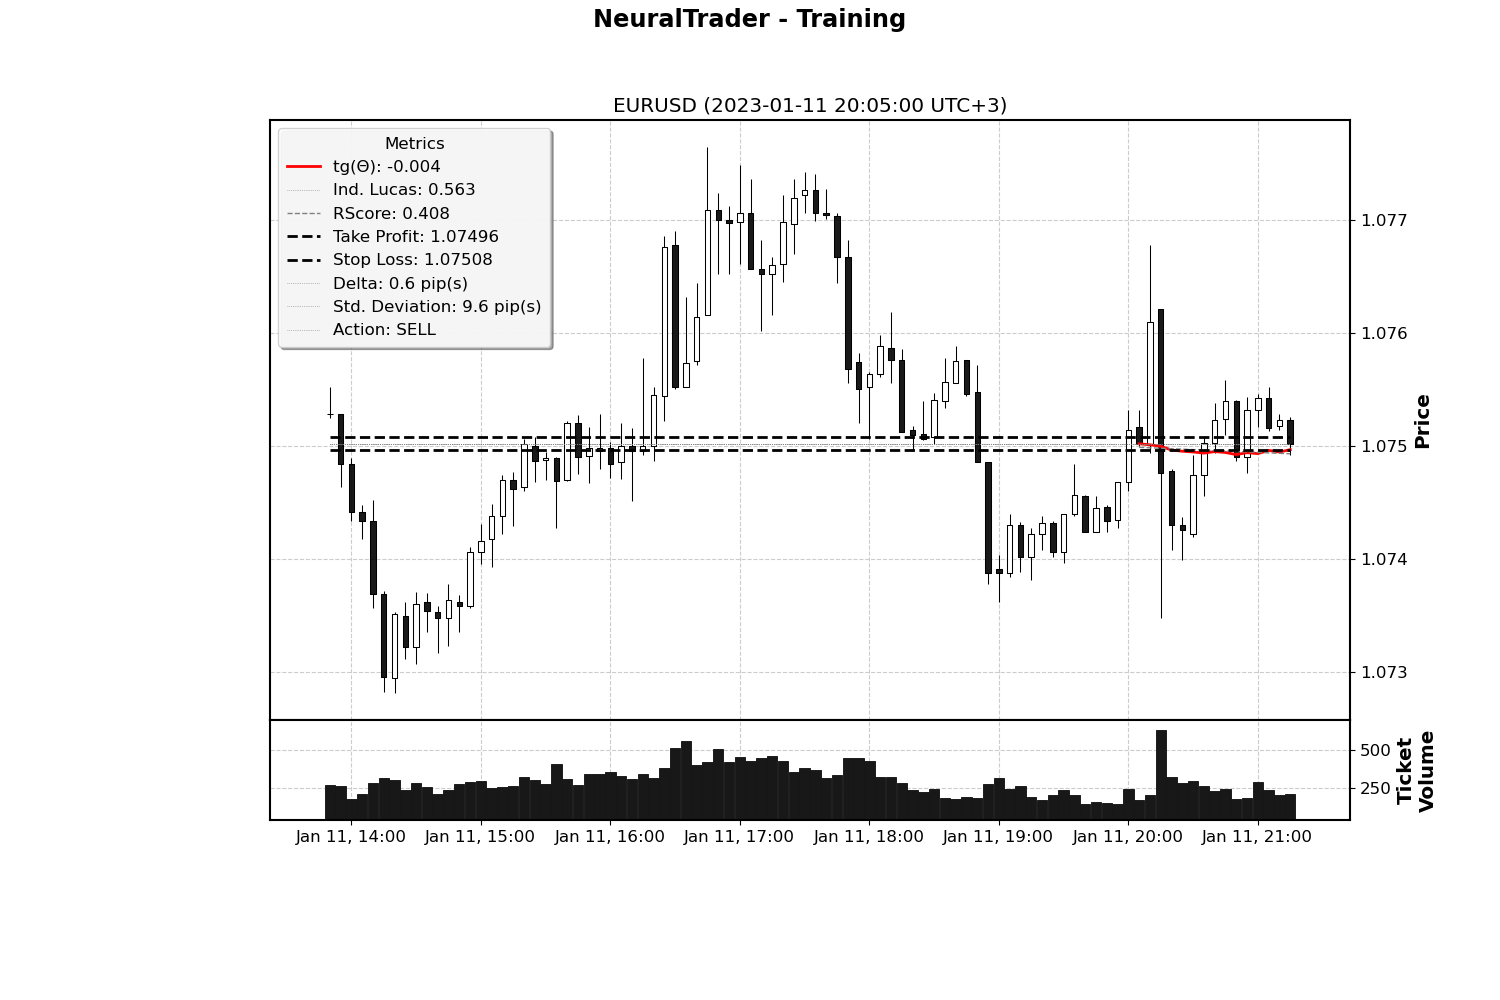 NeuralTrader - Training
EURUSD (2023-01-11 20:05:00 UTC+3)
Metrics
tg(Θ): -0.004
Ind. Lucas: 0.563
RScore: 0.408
Take Profit: 1.07496
Stop Loss: 1.07508
Delta: 0.6 pip(s)
Std. Deviation: 9.6 pip(s)
Action: SELL
1.077
1.076
1.075
1.074
1.073
Price
500
250
Ticket
Volume
Jan 11, 14:00
Jan 11, 15:00
Jan 11, 16:00
Jan 11, 17:00
Jan 11, 18:00
Jan 11, 19:00
Jan 11, 20:00
Jan 11, 21:00